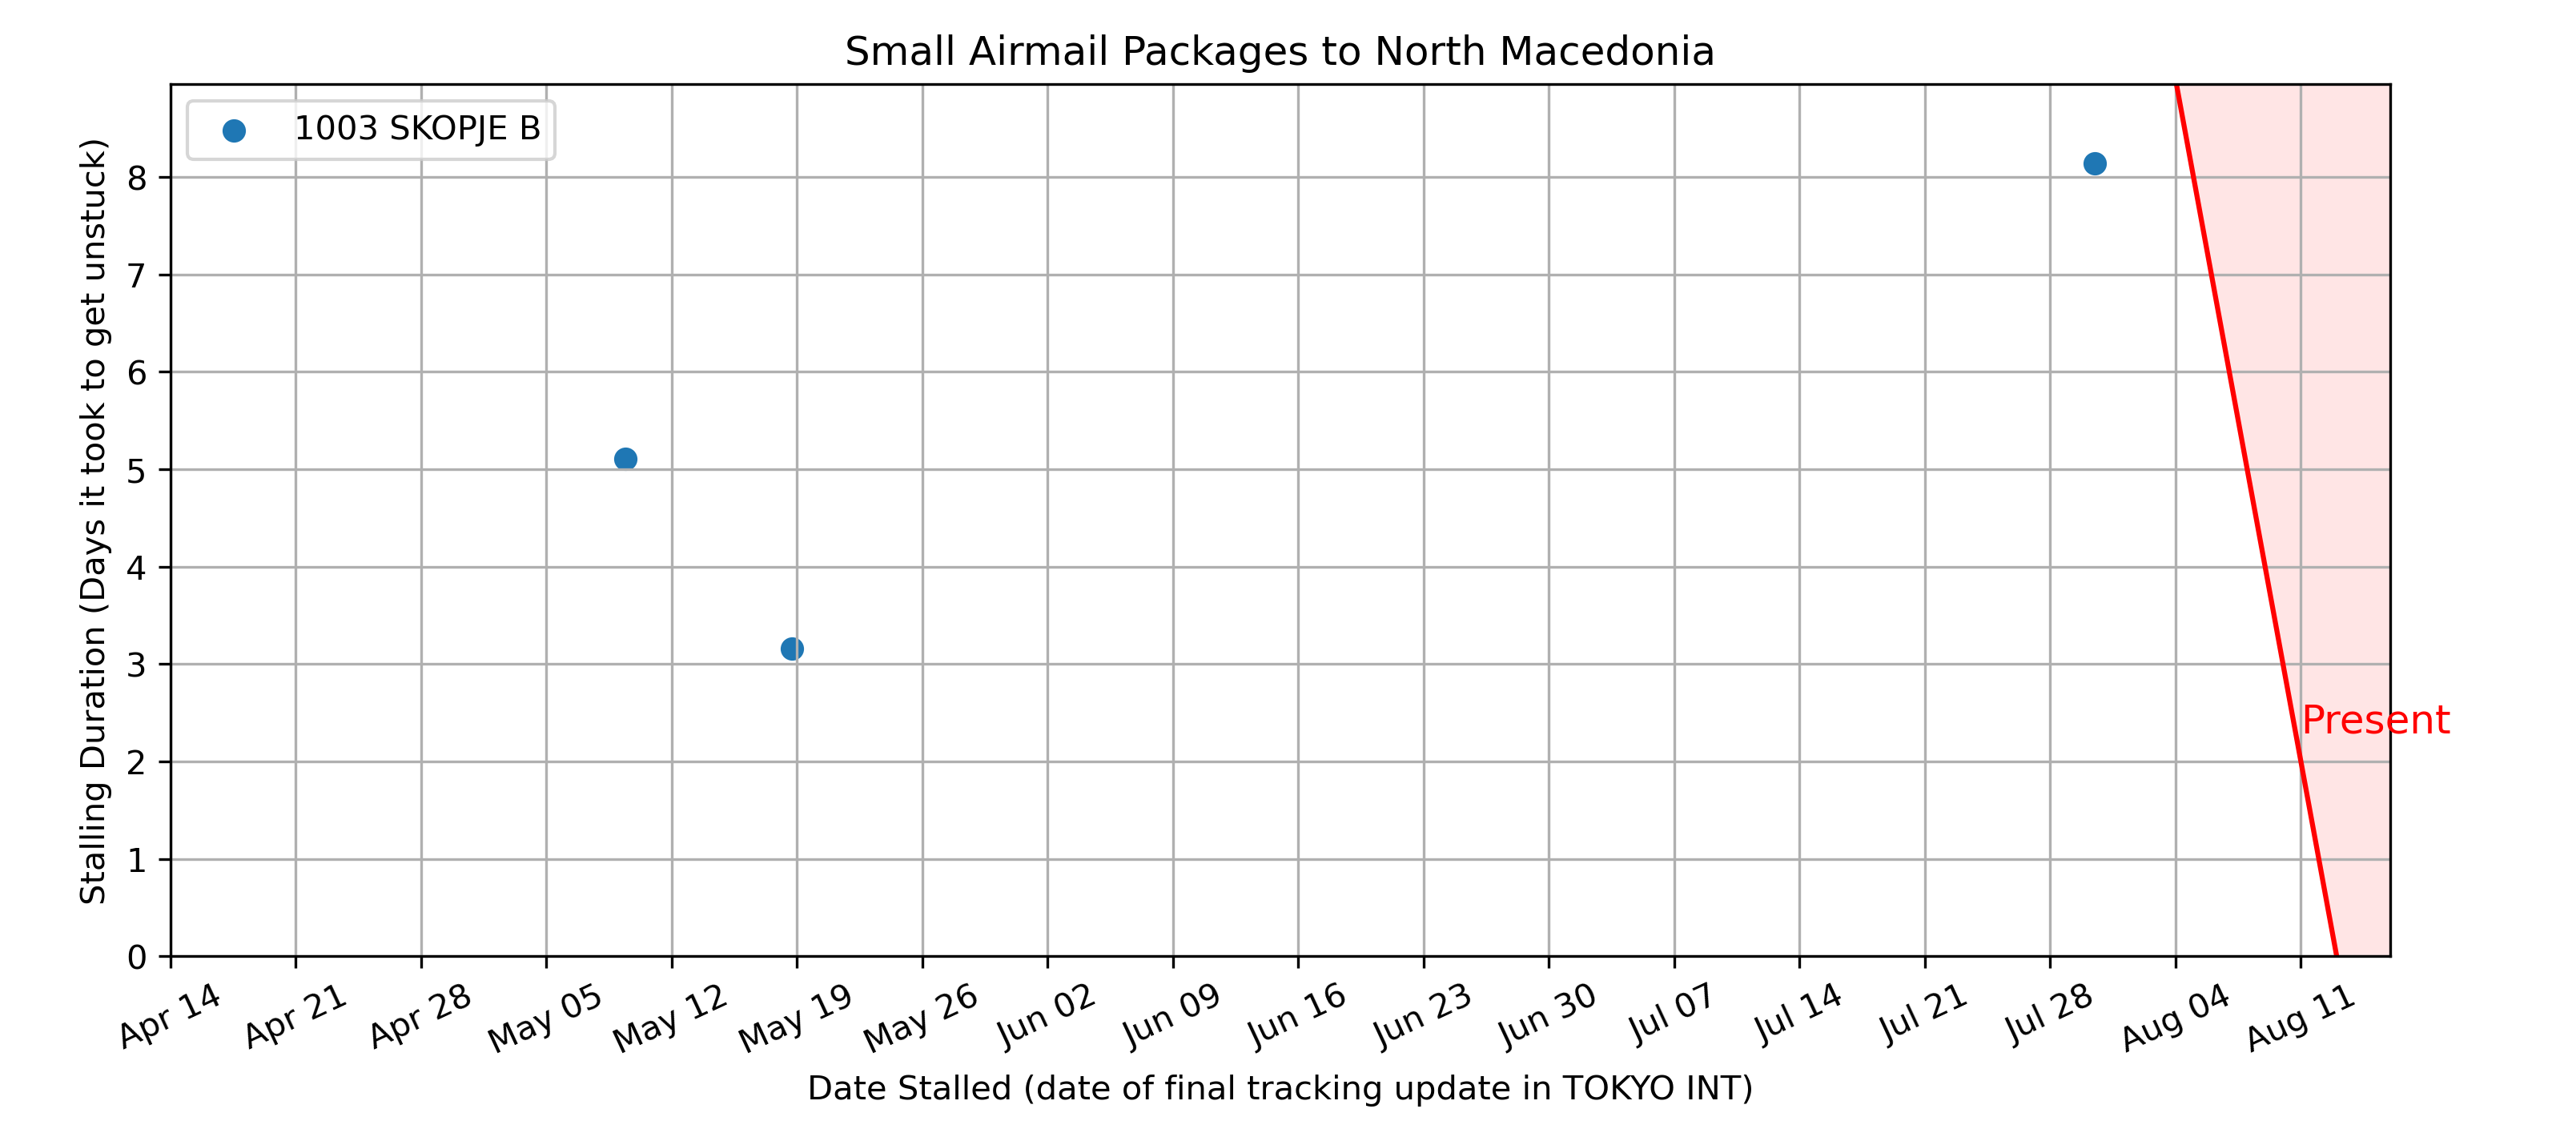 Small Airmail Packages to North Macedonia
1003 SKOPJE B
Stalling Duration (Days it took to get unstuck)
8
7
6
5
4
3
2
1
0
Present
Apr 14 Apr 21 Apr 28 May 05 May 12 May 19 May 26 Jun 02 Jun 09 Jun 16 Jun 23 Jun 30 Jul 07 Jul 14 Jul 21 Jul 28 Aug 04 Aug 11
Date Stalled (date of final tracking update in TOKYO INT)